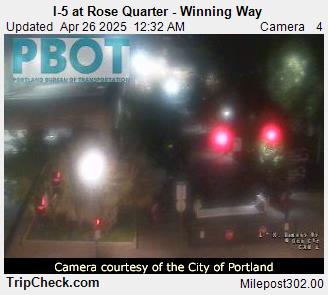 I-5 at Rose Quarter - Winning Way
Updated Apr 26 2025 12:32 AM Camera 4
PBOT
PORTLAND BUREAU OF TRANSPORTATION
Camera courtesy of the City of Portland
TripCheck.com Milepost302.00